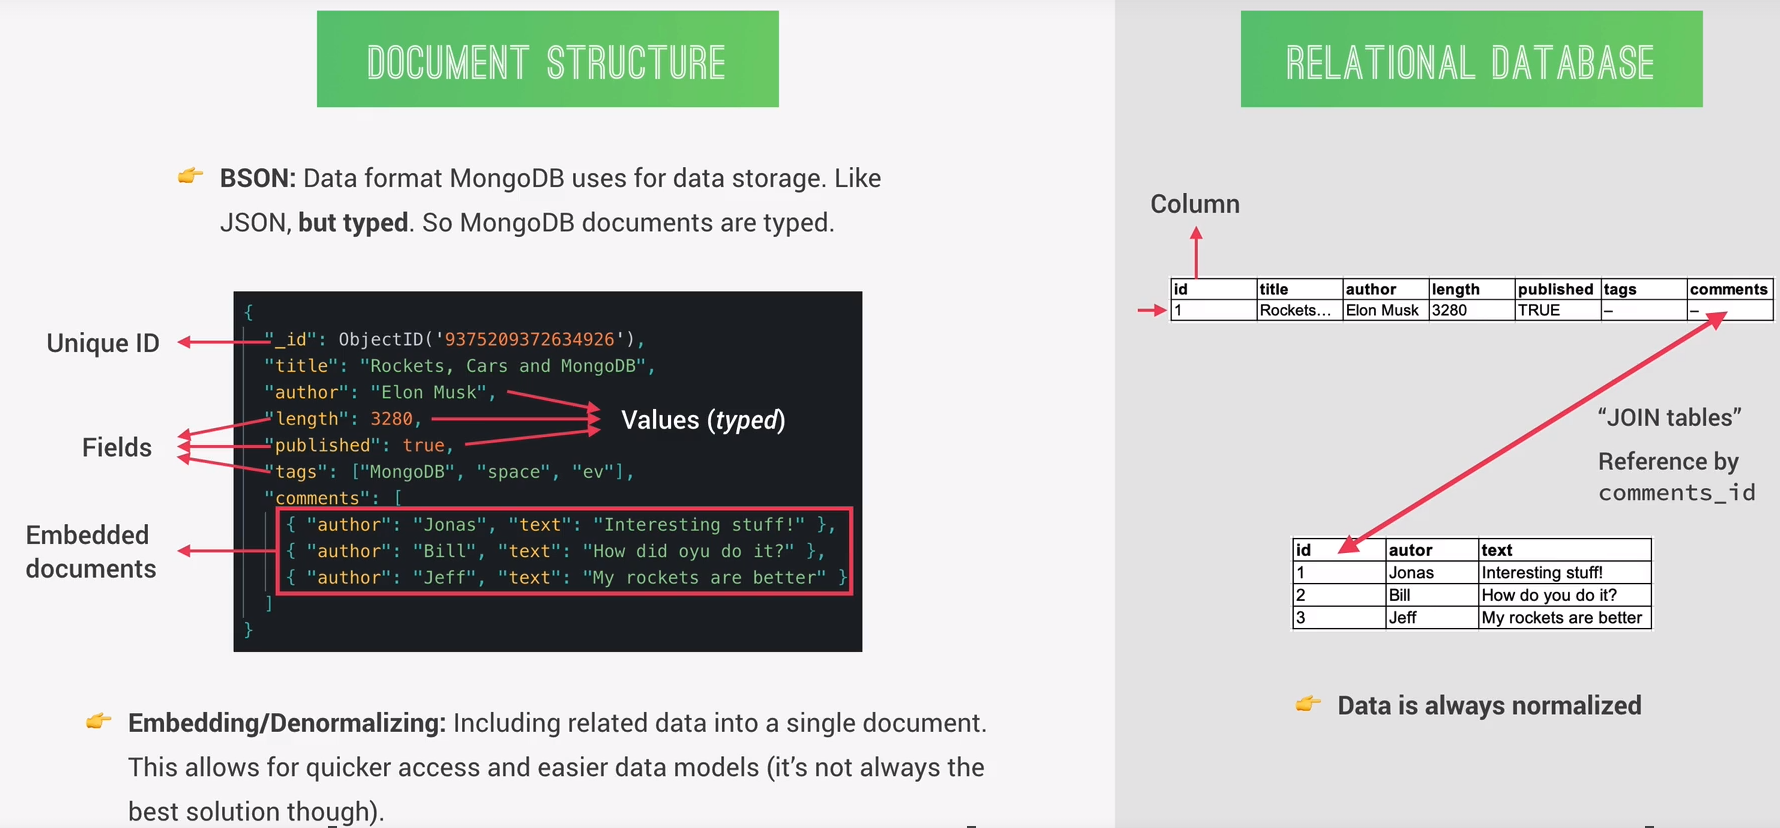 DOCUMENT STRUCTURE
BSON: Data format MongoDB uses for data storage. Like
JSON, but typed. So MongoDB documents are typed.
{
"_id": ObjectID('9375209372634926'),
"title": "Rockets, Cars and MongoDB",
"author": "Elon Musk",
"length": 3280,
"published": true,
"tags": ["MongoDB", "space", "ev"],
"comments": [
{ "author": "Jonas", "text": "Interesting stuff!" },
{ "author": "Bill", "text": "How did oyu do it?" },
{ "author": "Jeff", "text": "My rockets are better" }
]
}
Unique ID
Fields
Embedded
documents
Values (typed)
Embedding/Denormalizing: Including related data into a single document.
This allows for quicker access and easier data models (it’s not always the
best solution though).
RELATIONAL DATABASE
Column
id title author length published tags comments
1 Rockets... Elon Musk 3280 TRUE – –
“JOIN tables”
Reference by
comments_id
id autor text
1 Jonas Interesting stuff!
2 Bill How do you do it?
3 Jeff My rockets are better
Data is always normalized